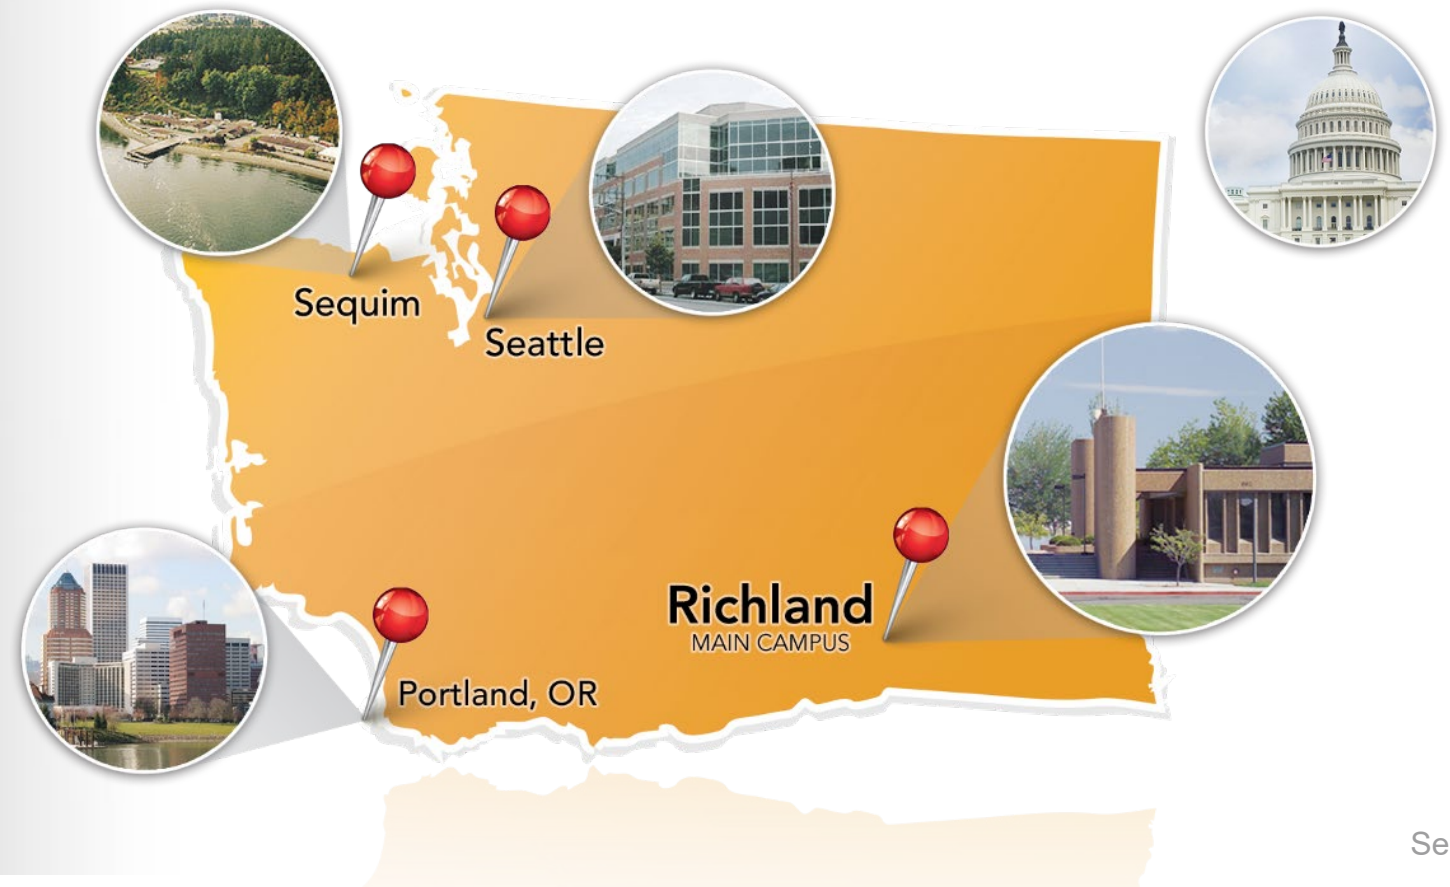 Sequim
Seattle
Richland
MAIN CAMPUS
Portland, OR
Se